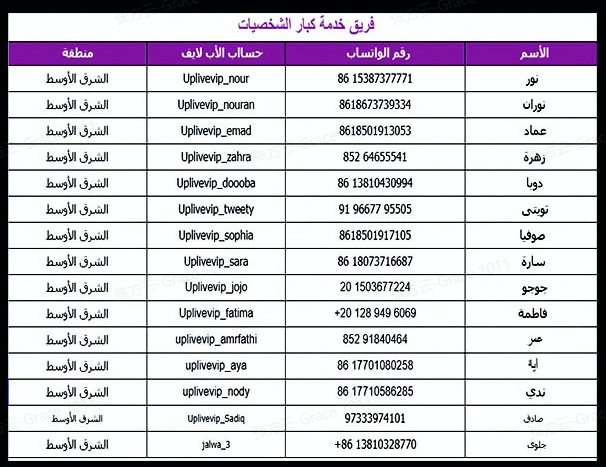 فريق خدمة كبار الشخصيات
الأسم رقم الواتساب حسااب الأب لايف منطقة
نور 86 15387377771 Uplivevip_nour الشرق الأوسط
نوران 8618673739334 Uplivevip_nouran الشرق الأوسط
عماد 8618501913053 Uplivevip_emad الشرق الأوسط
زهرة 852 64655541 Uplivevip_zahra الشرق الأوسط
دوبا 86 13810430994 Uplivevip_doooba الشرق الأوسط
تويتي 91 96677 95505 Uplivevip_tweety الشرق الأوسط
صوفيا 8618501917105 Uplivevip_sophia الشرق الأوسط
سارة 86 18073716687 Uplivevip_sara الشرق الأوسط
جوجو 20 1503677224 Uplivevip_jojo الشرق الأوسط
فاطمة +20 128 949 6069 Uplivevip_fatima الشرق الأوسط
عمر 852 91840464 uplivevip_amrfathi الشرق الأوسط
أية 86 17701080258 uplivevip_aya الشرق الأوسط
ندي 86 17710586285 uplivevip_nody الشرق الأوسط
صادق 97333974101 Uplivevip_Sadiq الشرق الأوسط
جلوى +86 13810328770 jalwa_3 الشرق الأوسط